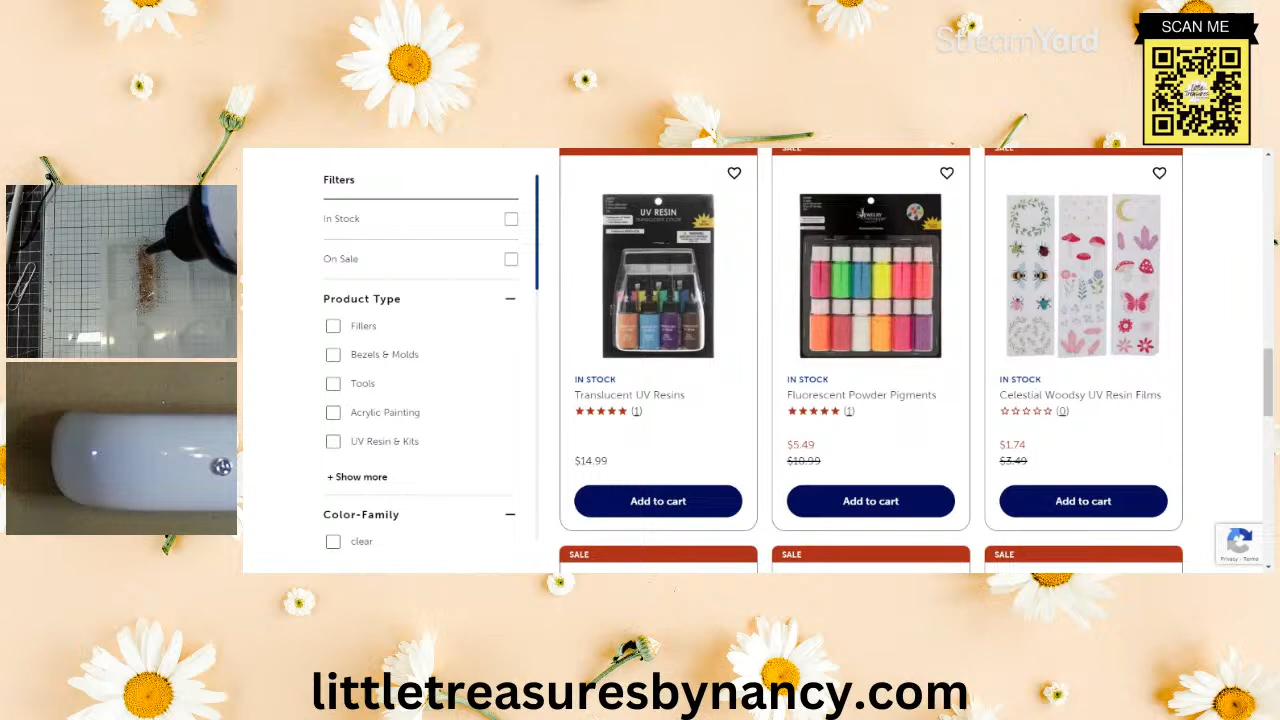 SCAN ME
StreamYard
SALE
SALE
Filters
In Stock
On Sale
Product Type
Fillers
Bezels & Molds
Tools
Acrylic Painting
UV Resin & Kits
+ Show more
Color-Family
clear
UV RESIN
IN STOCK
Translucent UV Resins
(1)
$14.99
Add to cart
IN STOCK
Fluorescent Powder Pigments
(1)
$5.49
$10.99
Add to cart
IN STOCK
Celestial Woodsy UV Resin Films
(0)
$1.74
$3.49
Add to cart
SALE
SALE
SALE
Privacy - Terms
littletreasuresbynancy.com